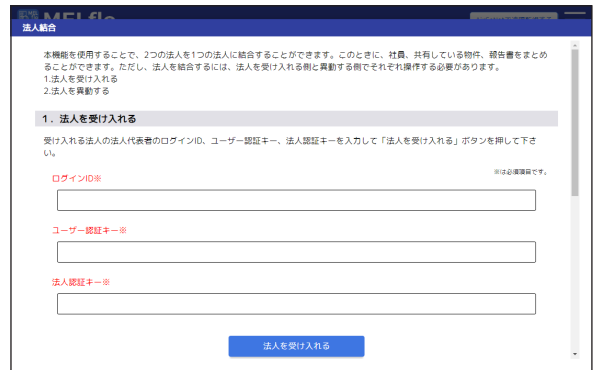 MELflo
法人結合
本機能を使用することで、2つの法人を1つの法人に結合することができます。このときに、社員、共有している物件、報告書をまとめ
ることができます。ただし、法人を結合するには、法人を受け入れる側と異動する側でそれぞれ操作する必要があります。
1.法人を受け入れる
2.法人を異動する
1. 法人を受け入れる
受け入れる法人の法人代表者のログインID、ユーザー認証キー、法人認証キーを入力して「法人を受け入れる」ボタンを押して下さ
い。
※は必須項目です。
ログインID※
ユーザー認証キー※
法人認証キー※
法人を受け入れる